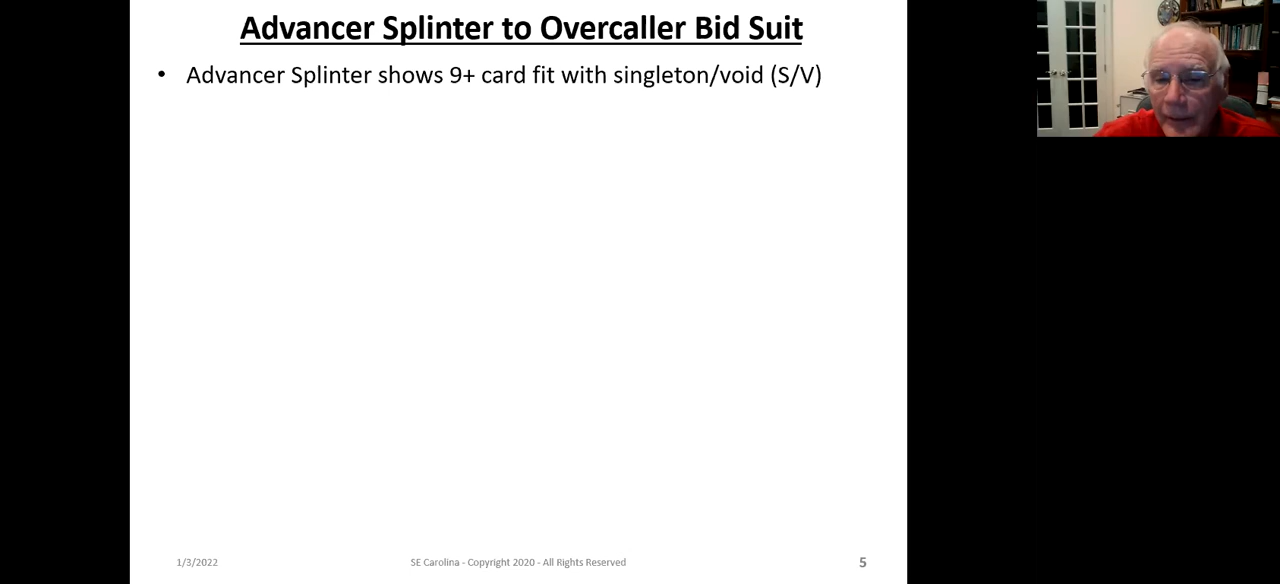 Advancer Splinter to Overcaller Bid Suit
• Advancer Splinter shows 9+ card fit with singleton/void (S/V)
1/3/2022 SE Carolina - Copyright 2020 - All Rights Reserved 5